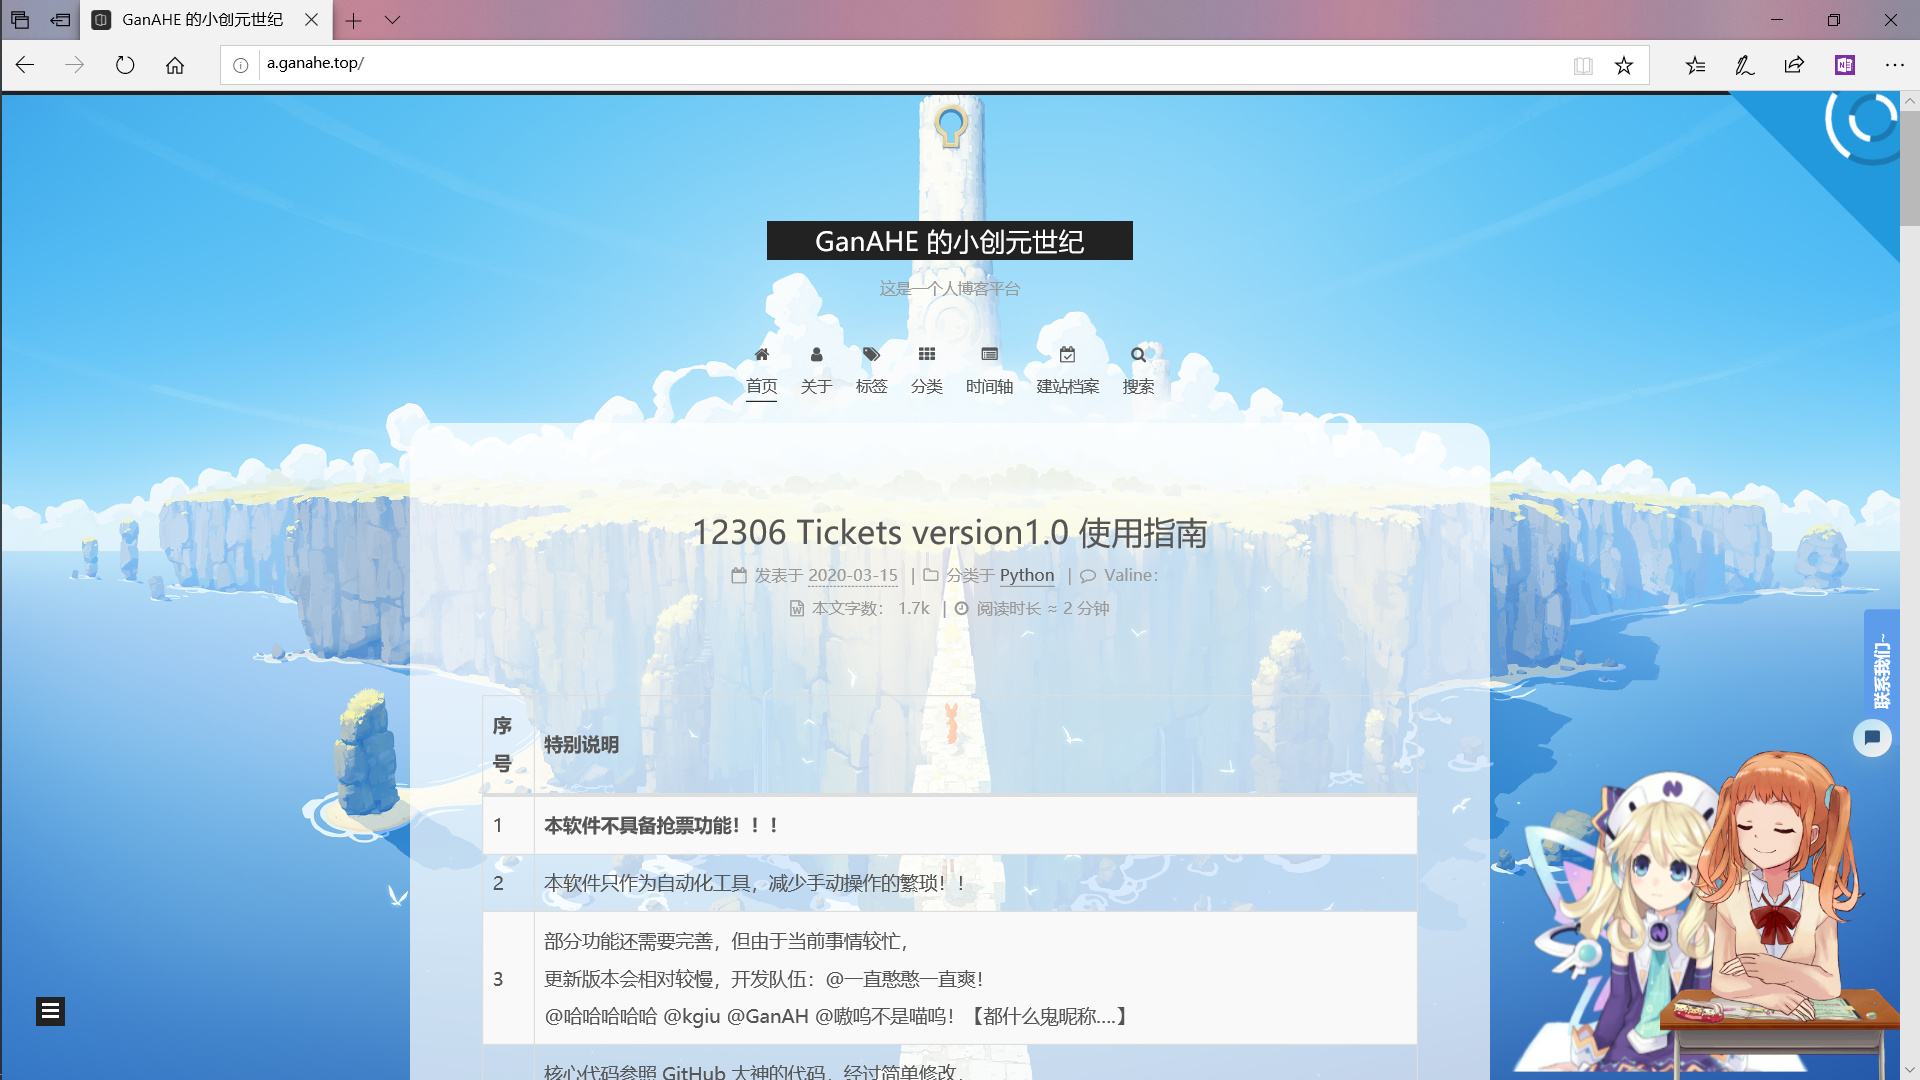 GanAHE 的小创元世纪
a.ganahe.top/
GanAHE 的小创元世纪
这是一个人博客平台
首页 关于 标签 分类 时间轴 建站档案 搜索
12306 Tickets version1.0 使用指南
发表于 2020-03-15 | 分类于 Python | Valine:
本文字数： 1.7k | 阅读时长 ≈ 2 分钟
序号 特别说明
1 本软件不具备抢票功能！！！
2 本软件只作为自动化工具，减少手动操作的繁琐！！
3 部分功能还需要完善，但由于当前事情较忙，
更新版本会相对较慢，开发队伍：@一直憨憨一直爽！
@哈哈哈哈哈 @kgiu @GanAH @嗷呜不是喵呜！【都什么鬼昵称....】
核心代码参照 GitHub 大神的代码，经过简单修改，
联系我们~